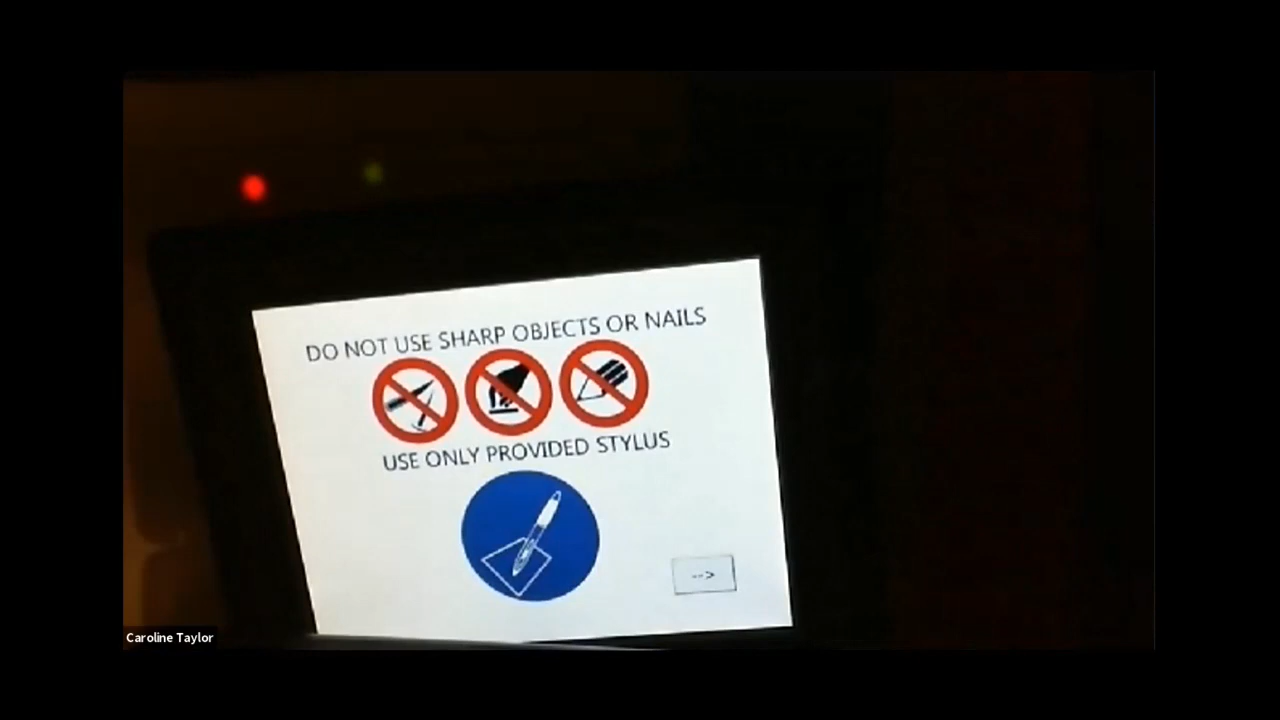 DO NOT USE SHARP OBJECTS OR NAILS
USE ONLY PROVIDED STYLUS
-->
Caroline Taylor